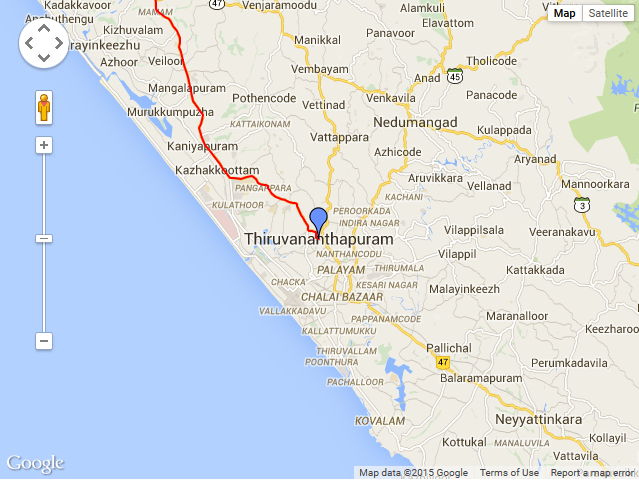 Kadakkavoor
MAMAM
47
Venjaramoodu
Alamkuli
Map
Satellite
Anchuthengu
Kizhuvalam
Panavoor
Elavattom
Chirayinkeezhu
Manikkal
Azhoor
Veiloor
Vembayam
Tholicode
Anad
45
Mangalapuram
Pothencode
Venkavila
Panacode
Murukkumpuzha
Vettinad
Nedumangad
KATTAIKONAM
Kulappada
Kaniyapuram
Vattappara
Azhicode
Aryanad
Kazhakkoottam
Aruvikkara
PANGAPPARA
Vellanad
Mannoorkara
KACHANI
KULATHOOR
PEROORKADA
3
INDIRA NAGAR
Vilappilsala
Veeranakavu
Thiruvananthapuram
NANTHANCODU
Vilappil
PALAYAM
THIRUMALA
Kattakkada
CHACKA
KESARI NAGAR
Malayinkeezh
CHALAI BAZAAR
VALLAKKADAVU
PAPPANAMCODE
Maranalloor
KALLATTUMUKKU
Keezharoor
THIRUVALLAM
Pallichal
POONTHURA
47
Perumkadavila
PACHALLOOR
Balaramapuram
KOVALAM
Neyyattinkara
Kottukal
MANALUVILA
Kollayil
Vattavila
Google
Map data ©2015 Google
Terms of Use
Report a map error